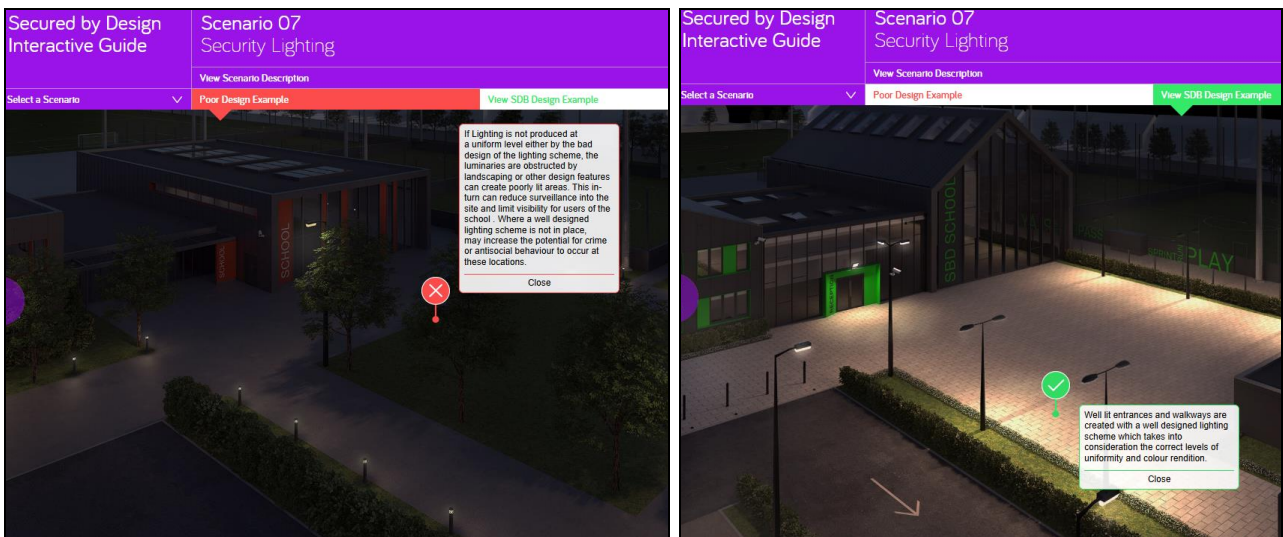 Secured by Design
Interactive Guide
Scenario 07
Security Lighting
View Scenario Description
Select a Scenario
Poor Design Example
View SDB Design Example
If Lighting is not produced at
a uniform level either by the bad
design of the lighting scheme, the
luminaries are obstructed by
landscaping or other design features
can create poorly lit areas. This in-
turn can reduce surveillance into the
site and limit visibility for users of the
school . Where a well designed
lighting scheme is not in place,
may increase the potential for crime
or antisocial behaviour to occur at
these locations.
Close
SCHOOL
SCHOOL
Secured by Design
Interactive Guide
Scenario 07
Security Lighting
View Scenario Description
Select a Scenario
Poor Design Example
View SDB Design Example
SBD SCHOOL
PLAY
Well lit entrances and walkways are
created with a well designed lighting
scheme which takes into
consideration the correct levels of
uniformity and colour rendition.
Close